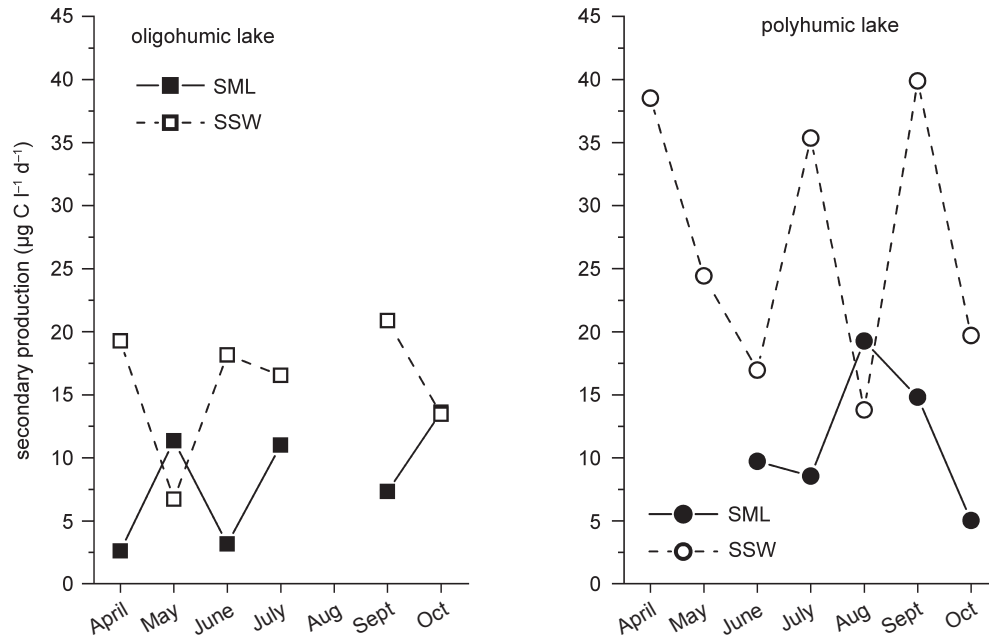 secondary production (µg C l⁻¹ d⁻¹)
45
40
35
30
25
20
15
10
5
0
oligohumic lake
SML
SSW
April
May
June
July
Aug
Sept
Oct
45
40
35
30
25
20
15
10
5
0
polyhumic lake
SML
SSW
April
May
June
July
Aug
Sept
Oct